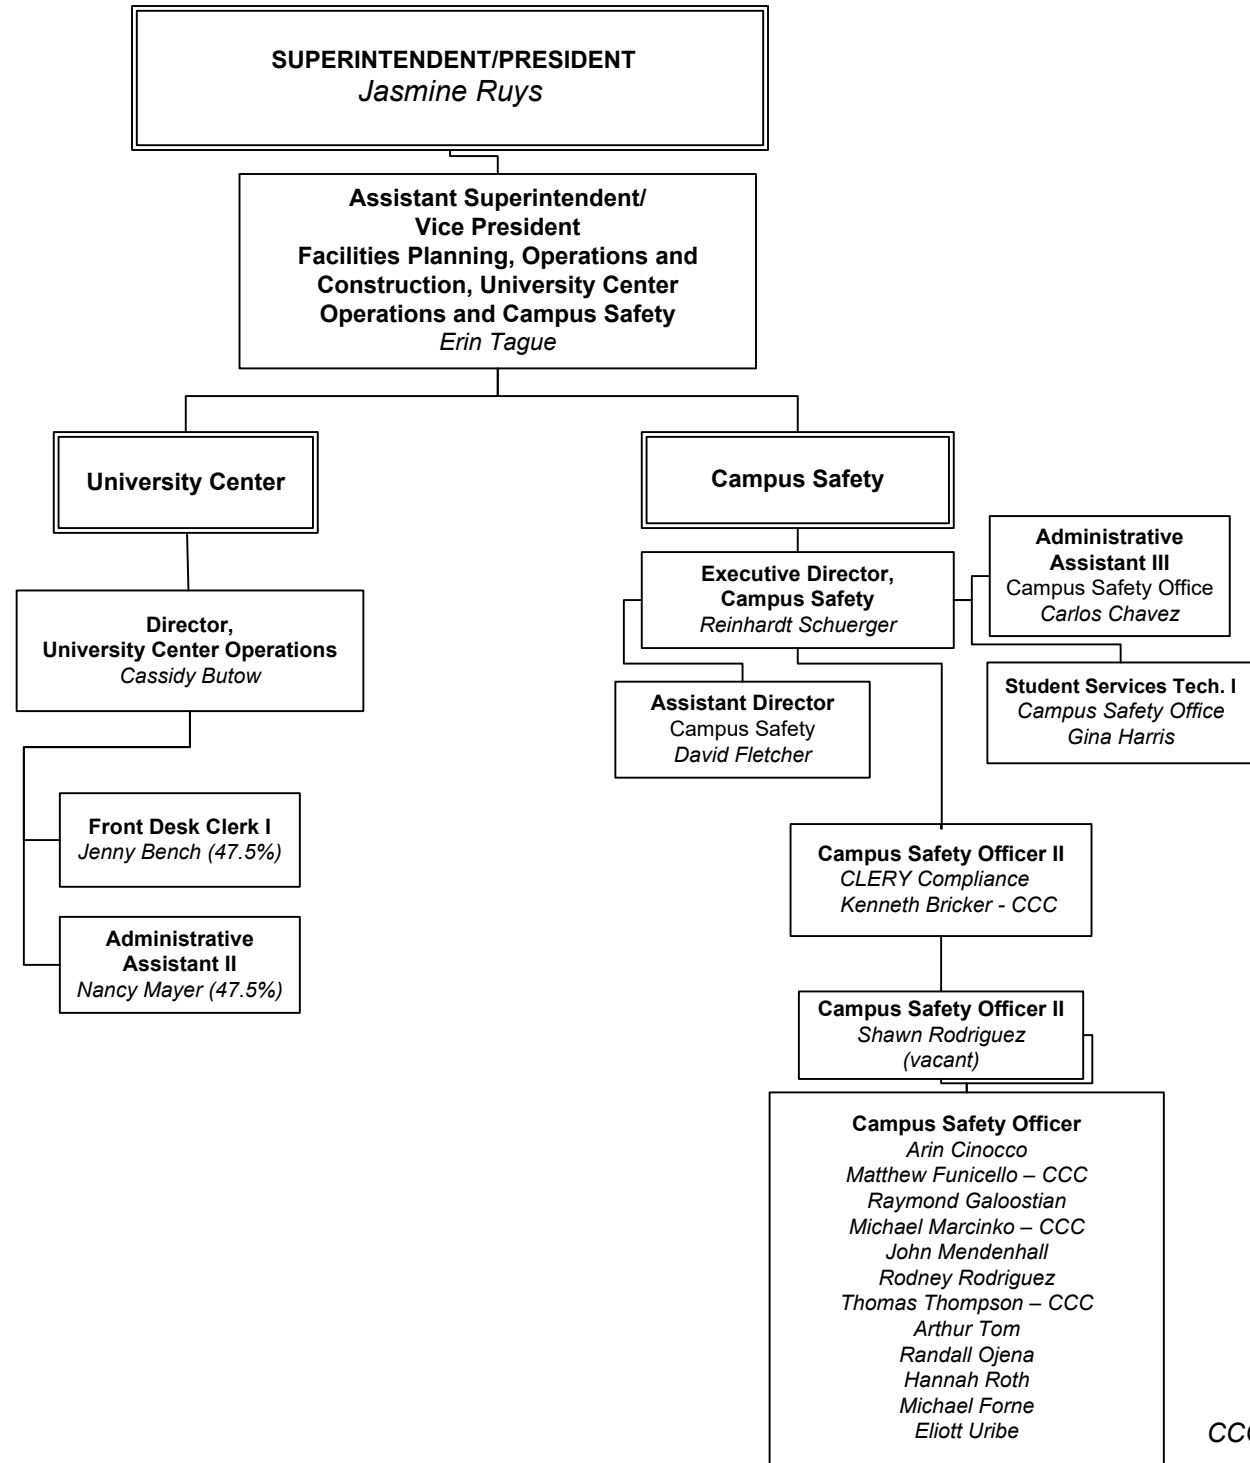 SUPERINTENDENT/PRESIDENT
Jasmine Ruys
Assistant Superintendent/
Vice President
Facilities Planning, Operations and
Construction, University Center
Operations and Campus Safety
Erin Tague
University Center
Director,
University Center Operations
Cassidy Butow
Front Desk Clerk I
Jenny Bench (47.5%)
Administrative
Assistant II
Nancy Mayer (47.5%)
Campus Safety
Executive Director,
Campus Safety
Reinhardt Schuerger
Administrative
Assistant III
Campus Safety Office
Carlos Chavez
Student Services Tech. I
Campus Safety Office
Gina Harris
Assistant Director
Campus Safety
David Fletcher
Campus Safety Officer II
CLERY Compliance
Kenneth Bricker - CCC
Campus Safety Officer II
Shawn Rodriguez
(vacant)
Campus Safety Officer
Arin Cinocco
Matthew Funicello – CCC
Raymond Galoostian
Michael Marcinko – CCC
John Mendenhall
Rodney Rodriguez
Thomas Thompson – CCC
Arthur Tom
Randall Ojena
Hannah Roth
Michael Forne
Eliott Uribe